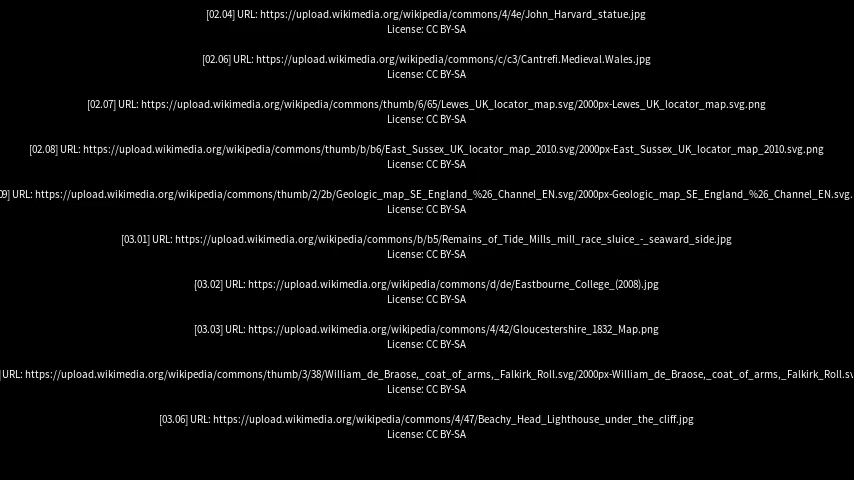 [02.04] URL: https://upload.wikimedia.org/wikipedia/commons/4/4e/John_Harvard_statue.jpg
License: CC BY-SA
[02.06] URL: https://upload.wikimedia.org/wikipedia/commons/c/c3/Cantrefi.Medieval.Wales.jpg
License: CC BY-SA
[02.07] URL: https://upload.wikimedia.org/wikipedia/commons/thumb/6/65/Lewes_UK_locator_map.svg/2000px-Lewes_UK_locator_map.svg.png
License: CC BY-SA
[02.08] URL: https://upload.wikimedia.org/wikipedia/commons/thumb/b/b6/East_Sussex_UK_locator_map_2010.svg/2000px-East_Sussex_UK_locator_map_2010.svg.png
License: CC BY-SA
09] URL: https://upload.wikimedia.org/wikipedia/commons/thumb/2/2b/Geologic_map_SE_England_%26_Channel_EN.svg/2000px-Geologic_map_SE_England_%26_Channel_EN.svg.
License: CC BY-SA
[03.01] URL: https://upload.wikimedia.org/wikipedia/commons/b/b5/Remains_of_Tide_Mills_mill_race_sluice_-_seaward_side.jpg
License: CC BY-SA
[03.02] URL: https://upload.wikimedia.org/wikipedia/commons/d/de/Eastbourne_College_(2008).jpg
License: CC BY-SA
[03.03] URL: https://upload.wikimedia.org/wikipedia/commons/4/42/Gloucestershire_1832_Map.png
License: CC BY-SA
] URL: https://upload.wikimedia.org/wikipedia/commons/thumb/3/38/William_de_Braose,_coat_of_arms,_Falkirk_Roll.svg/2000px-William_de_Braose,_coat_of_arms,_Falkirk_Roll.sv
License: CC BY-SA
[03.06] URL: https://upload.wikimedia.org/wikipedia/commons/4/47/Beachy_Head_Lighthouse_under_the_cliff.jpg
License: CC BY-SA